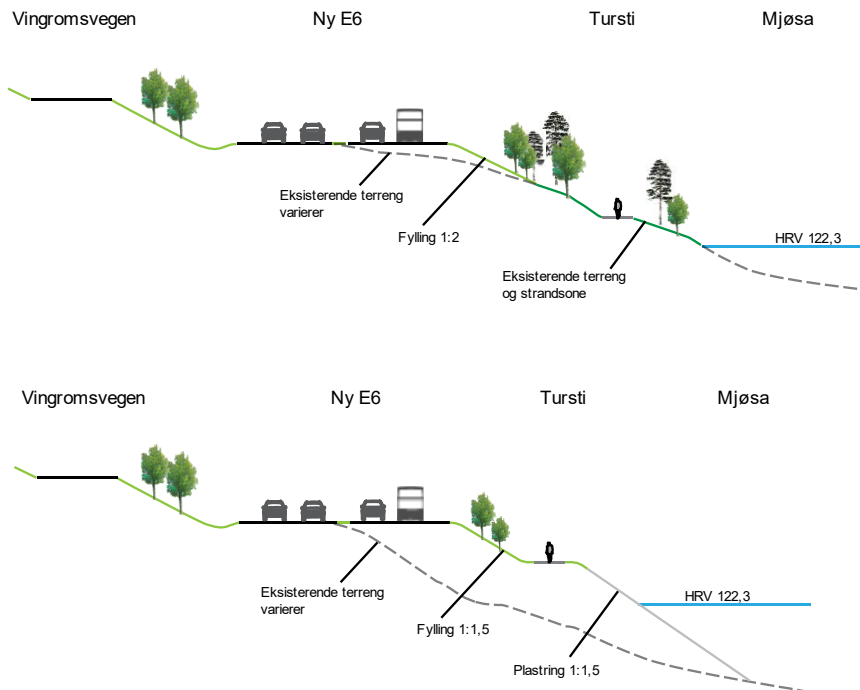 Vingromsvegen
Ny E6
Tursti
Mjøsa
Eksisterende terreng
varierer
Fylling 1:2
HRV 122,3
Eksisterende terreng
og strandsone
Vingromsvegen
Ny E6
Tursti
Mjøsa
Eksisterende terreng
varierer
Fylling 1:1,5
HRV 122,3
Plastring 1:1,5